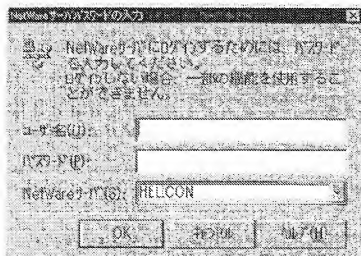 NetWareｻｰﾊﾞﾊﾟｽﾜｰﾄﾞの入力
NetWareｻｰﾊﾞにﾛｸﾞｲﾝするためには、ﾊﾟｽﾜｰﾄﾞ
を入力してください。
ﾛｸﾞｲﾝしない場合、一部の機能を使用するこ
とができません。
ﾕｰｻﾞ名(U):
ﾊﾟｽﾜｰﾄﾞ(P):
NetWareｻｰﾊﾞ(S): HELCON
OK ｷｬﾝｾﾙ ﾍﾙﾌﾟ(H)